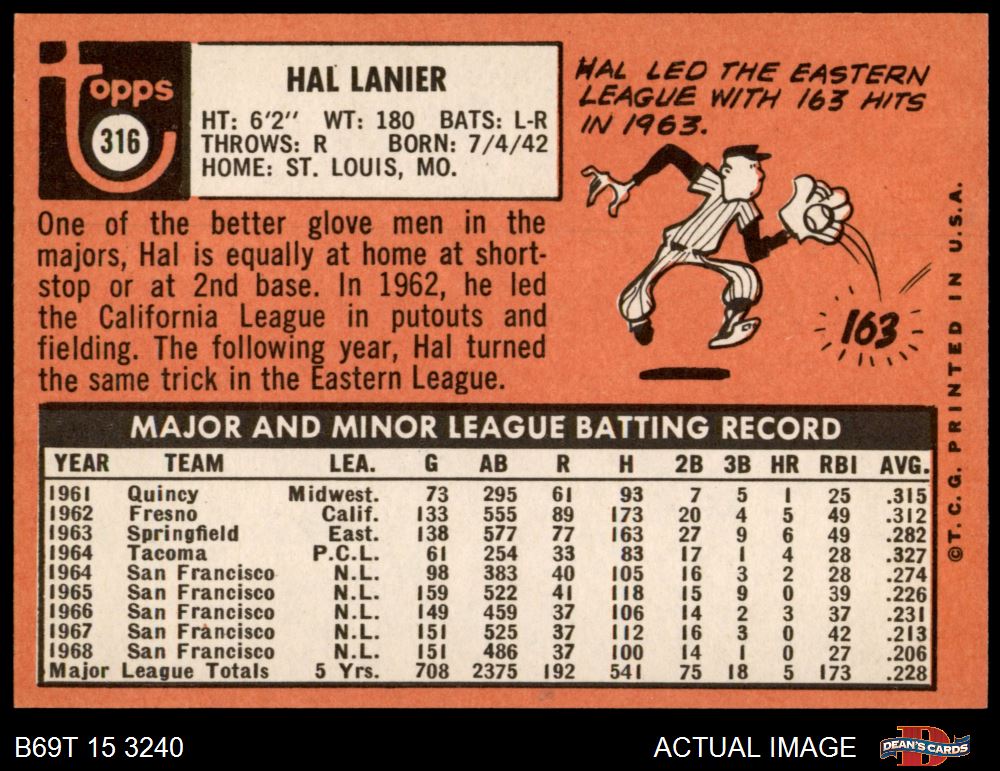 Topps
316
HAL LANIER
HT: 6'2" WT: 180 BATS: L-R
THROWS: R BORN: 7/4/42
HOME: ST. LOUIS, MO.
HAL LED THE EASTERN
LEAGUE WITH 163 HITS
IN 1963.
163
One of the better glove men in the
majors, Hal is equally at home at short-
stop or at 2nd base. In 1962, he led
the California League in putouts and
fielding. The following year, Hal turned
the same trick in the Eastern League.
MAJOR AND MINOR LEAGUE BATTING RECORD
YEAR TEAM LEA. G AB R H 2B 3B HR RBI AVG.
1961 Quincy Midwest. 73 295 61 93 7 5 1 25 .315
1962 Fresno Calif. 133 555 89 173 20 4 5 49 .312
1963 Springfield East. 138 577 77 163 27 9 6 49 .282
1964 Tacoma P.C.L. 61 254 33 83 17 1 4 28 .327
1964 San Francisco N.L. 98 383 40 105 16 3 2 28 .274
1965 San Francisco N.L. 159 522 41 118 15 9 0 39 .226
1966 San Francisco N.L. 149 459 37 106 14 2 3 37 .231
1967 San Francisco N.L. 151 525 37 112 16 3 0 42 .213
1968 San Francisco N.L. 151 486 37 100 14 1 0 27 .206
Major League Totals 5 Yrs. 708 2375 192 541 75 18 5 173 .228
©T. C. G. PRINTED IN U.S.A.
B69T 15 3240
ACTUAL IMAGE
D
DEAN'S CARDS